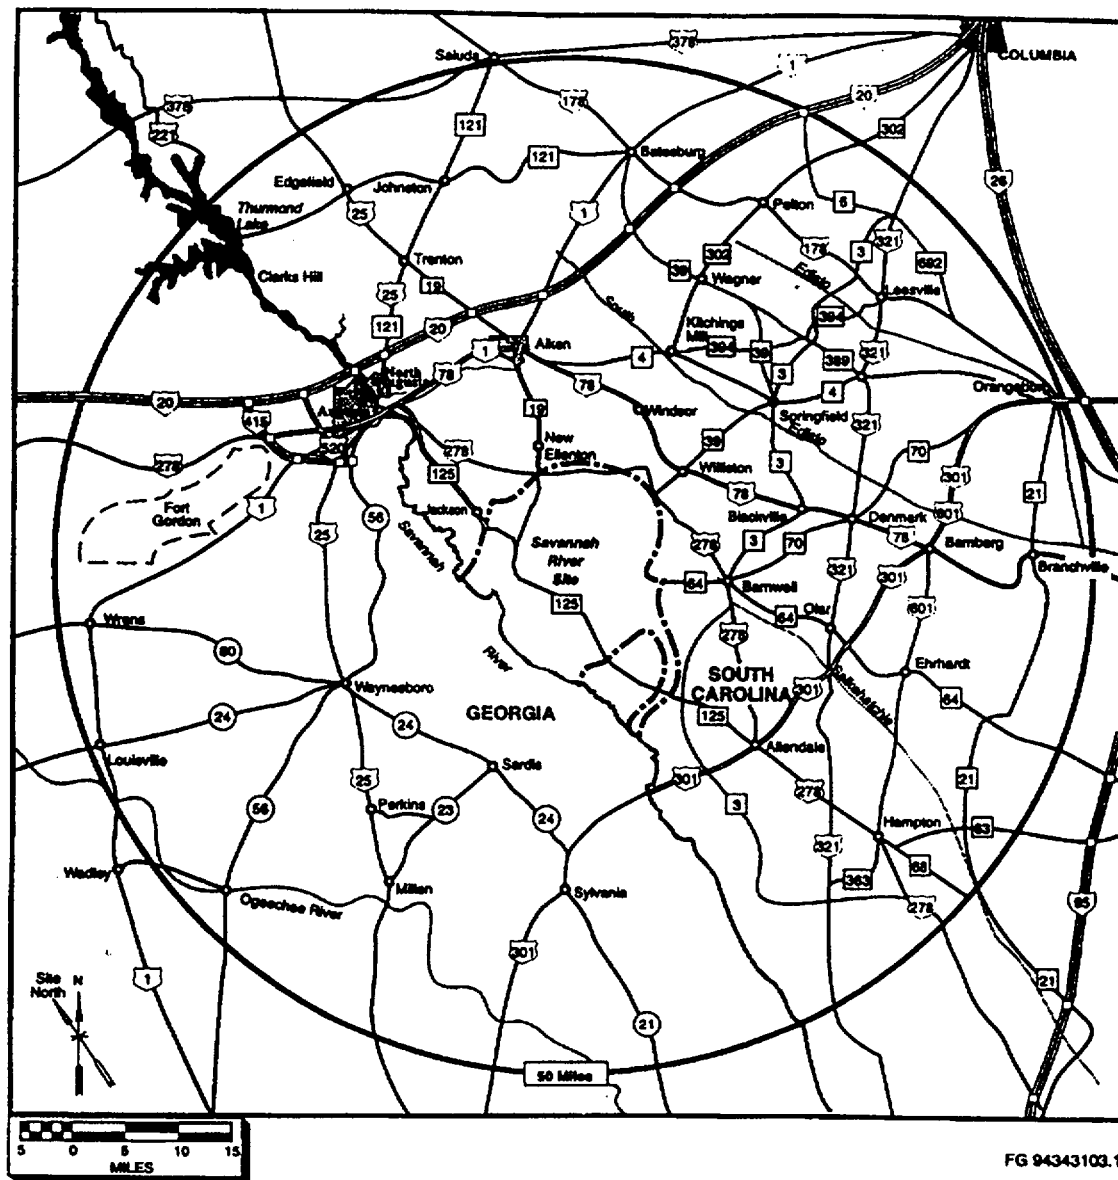 378
Saluda
1
COLUMBIA
20
378
178
221
121
302
Batesburg
121
26
Edgefield
Johnston
Pelion
6
25
Thurmond
Lake
1
178
3
321
692
302
Trenton
39
Wagner
Edisto
Clarks Hill
19
Leesville
25
South
394
121
20
Kitchings
Mill
394
39
389
321
1
Aiken
4
North
Augusta
78
78
3
4
Orangeburg
20
19
Windsor
Springfield
415
321
Edisto
520
New
Ellenton
39
70
278
278
125
Williston
3
301
Fort
Gordon
1
78
21
56
Jackson
Blackville
Denmark
601
25
Savannah
78
Bamberg
Savannah
River
Site
278
3
70
Branchville
321
301
64
Barnwell
125
Olar
601
Wrens
64
278
80
River
Ehrhardt
SOUTH
CAROLINA
Waynesboro
301
Salkehatchie
64
24
GEORGIA
24
125
Louisville
Allendale
Sardis
25
301
21
278
56
Perkins
23
24
3
Hampton
63
321
Wadley
68
Millen
363
Sylvania
Ogeechee River
278
95
301
Site
North
N
1
21
21
50 Miles
5 0 5 10 15
MILES
FG 94343103.1